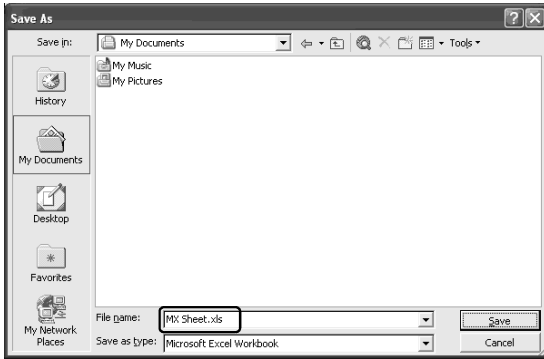 Save As
Save in: My Documents Tools
My Music
My Pictures
History
My Documents
Desktop
Favorites
My Network
Places
File name: MX Sheet.xls Save
Save as type: Microsoft Excel Workbook Cancel